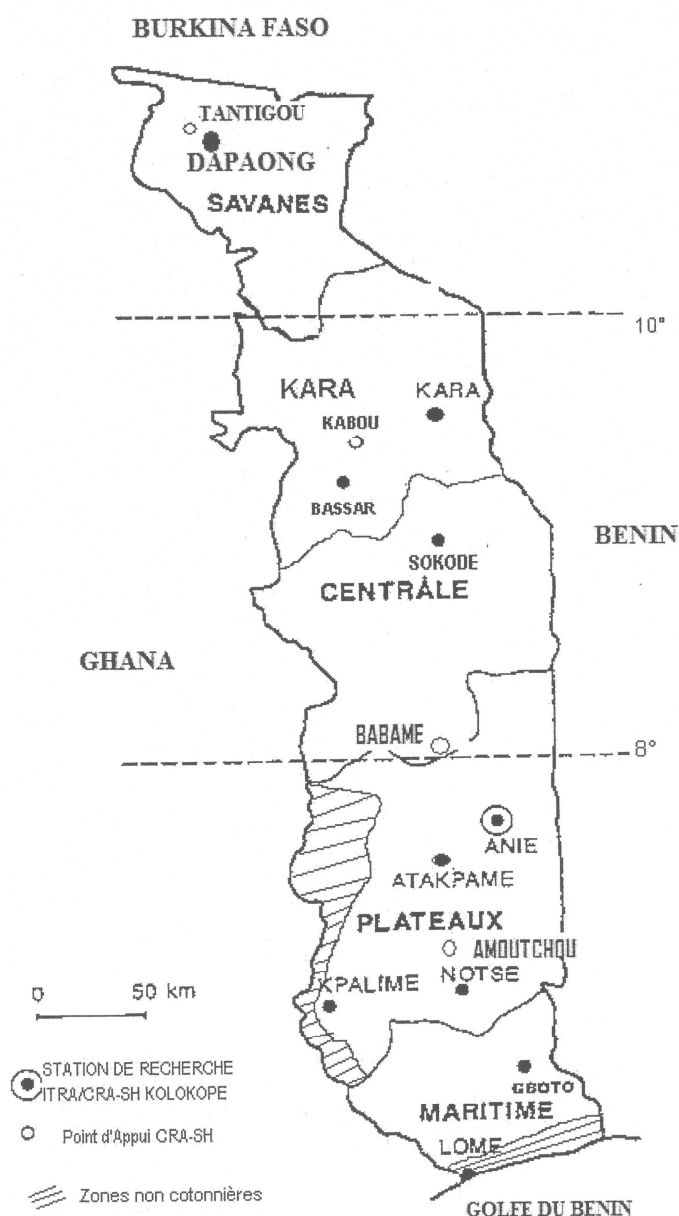 BURKINA FASO
TANTIGOU
DAPAONG
SAVANES
10°
KARA
KARA
KABOU
BASSAR
BENIN
SOKODE
CENTRÂLE
GHANA
BABAME
8°
ANIE
ATAKPAME
PLATEAUX
AMOUTCHOU
NOTSE
KPALIME
0 50 km
STATION DE RECHERCHE
ITRA/CRA-SH KOLOKOPE
GBOTO
MARITIME
Point d'Appui CRA-SH
LOME
Zones non cotonnières
GOLFE DU BENIN